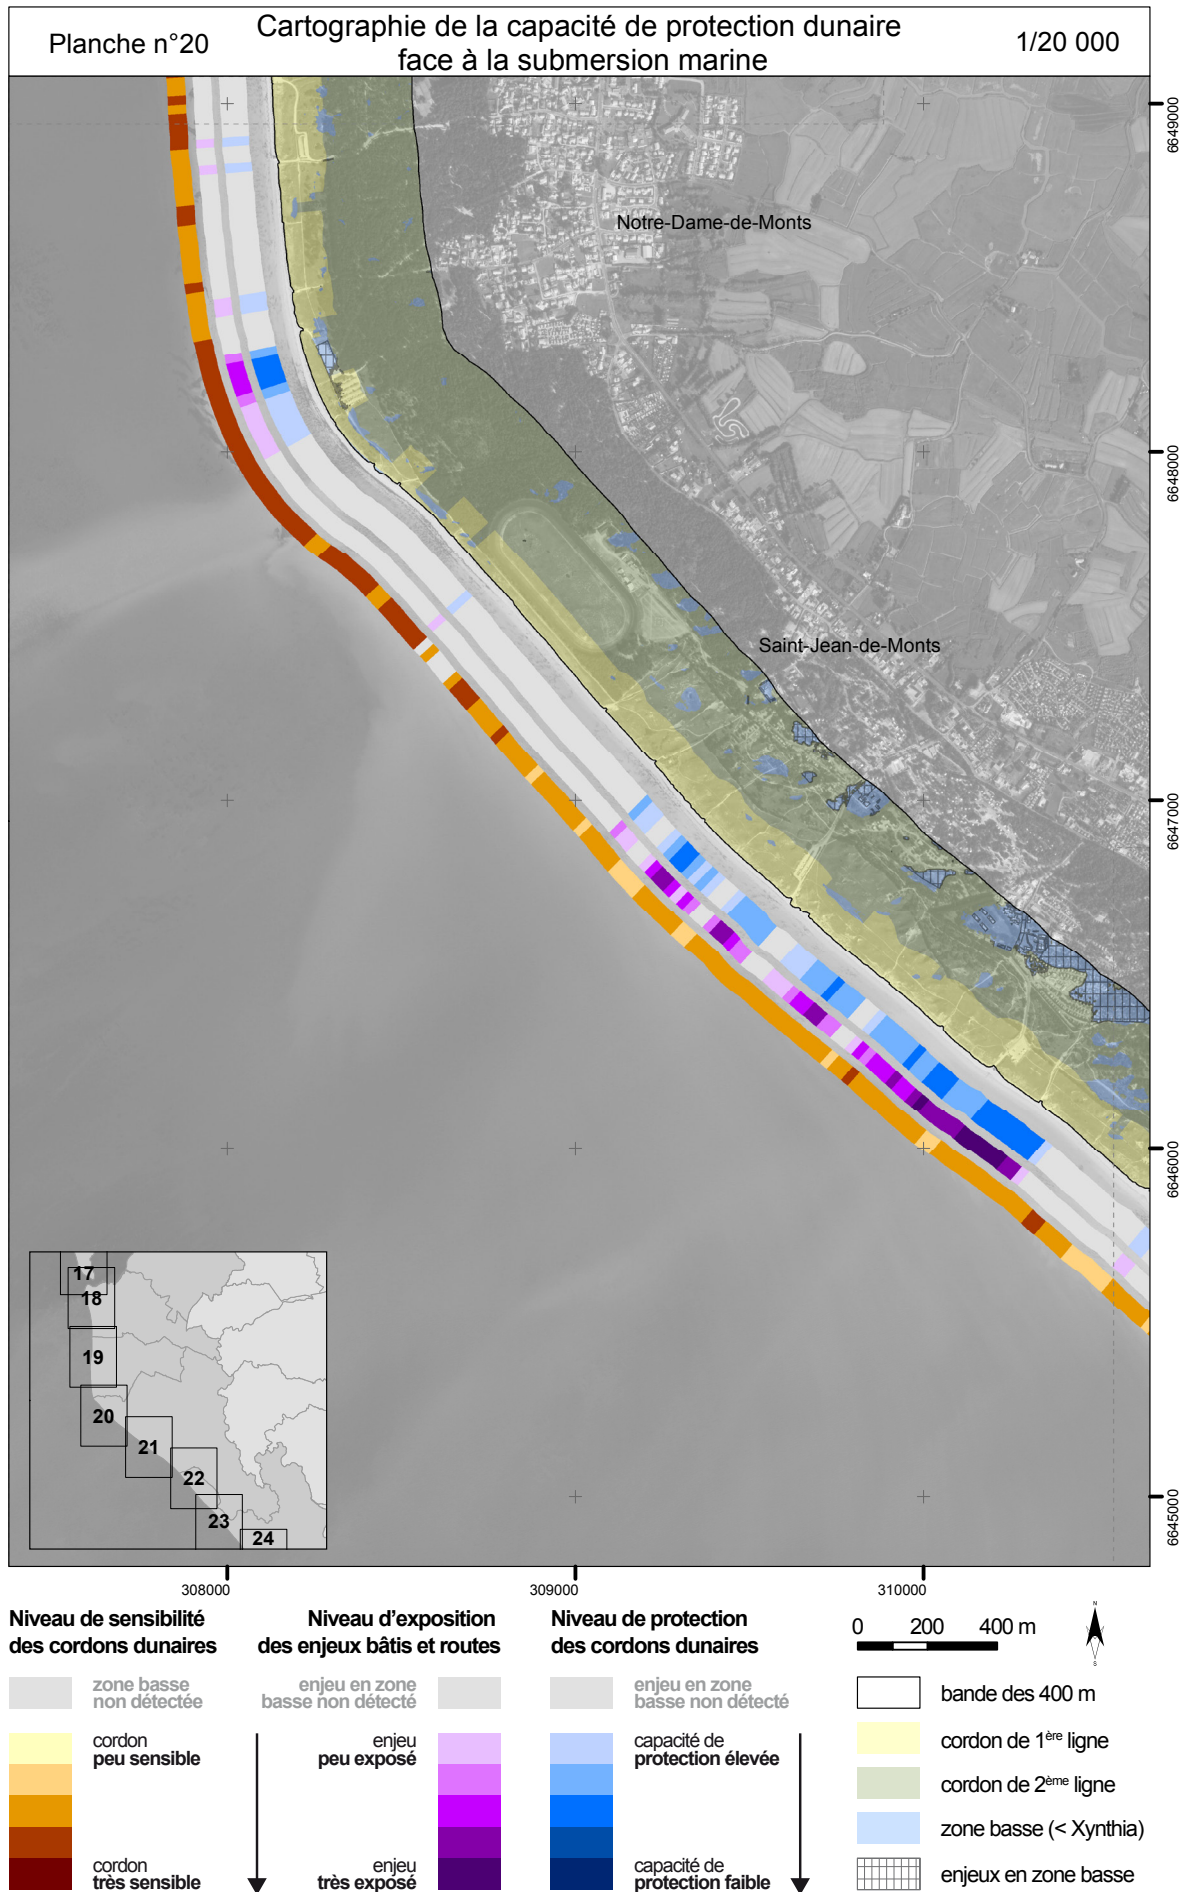 Planche n°20
Cartographie de la capacité de protection dunaire
face à la submersion marine
1/20 000
6649000
Notre-Dame-de-Monts
6648000
Saint-Jean-de-Monts
6647000
6646000
6645000
17
18
19
20
21
22
23
24
308000
309000
310000
Niveau de sensibilité
des cordons dunaires
zone basse
non détectée
cordon
peu sensible
cordon
très sensible
Niveau d'exposition
des enjeux bâtis et routes
enjeu en zone
basse non détecté
enjeu
peu exposé
enjeu
très exposé
Niveau de protection
des cordons dunaires
enjeu en zone
basse non détecté
capacité de
protection élevée
capacité de
protection faible
0 200 400 m
N
S
bande des 400 m
cordon de 1ère ligne
cordon de 2ème ligne
zone basse (< Xynthia)
enjeux en zone basse